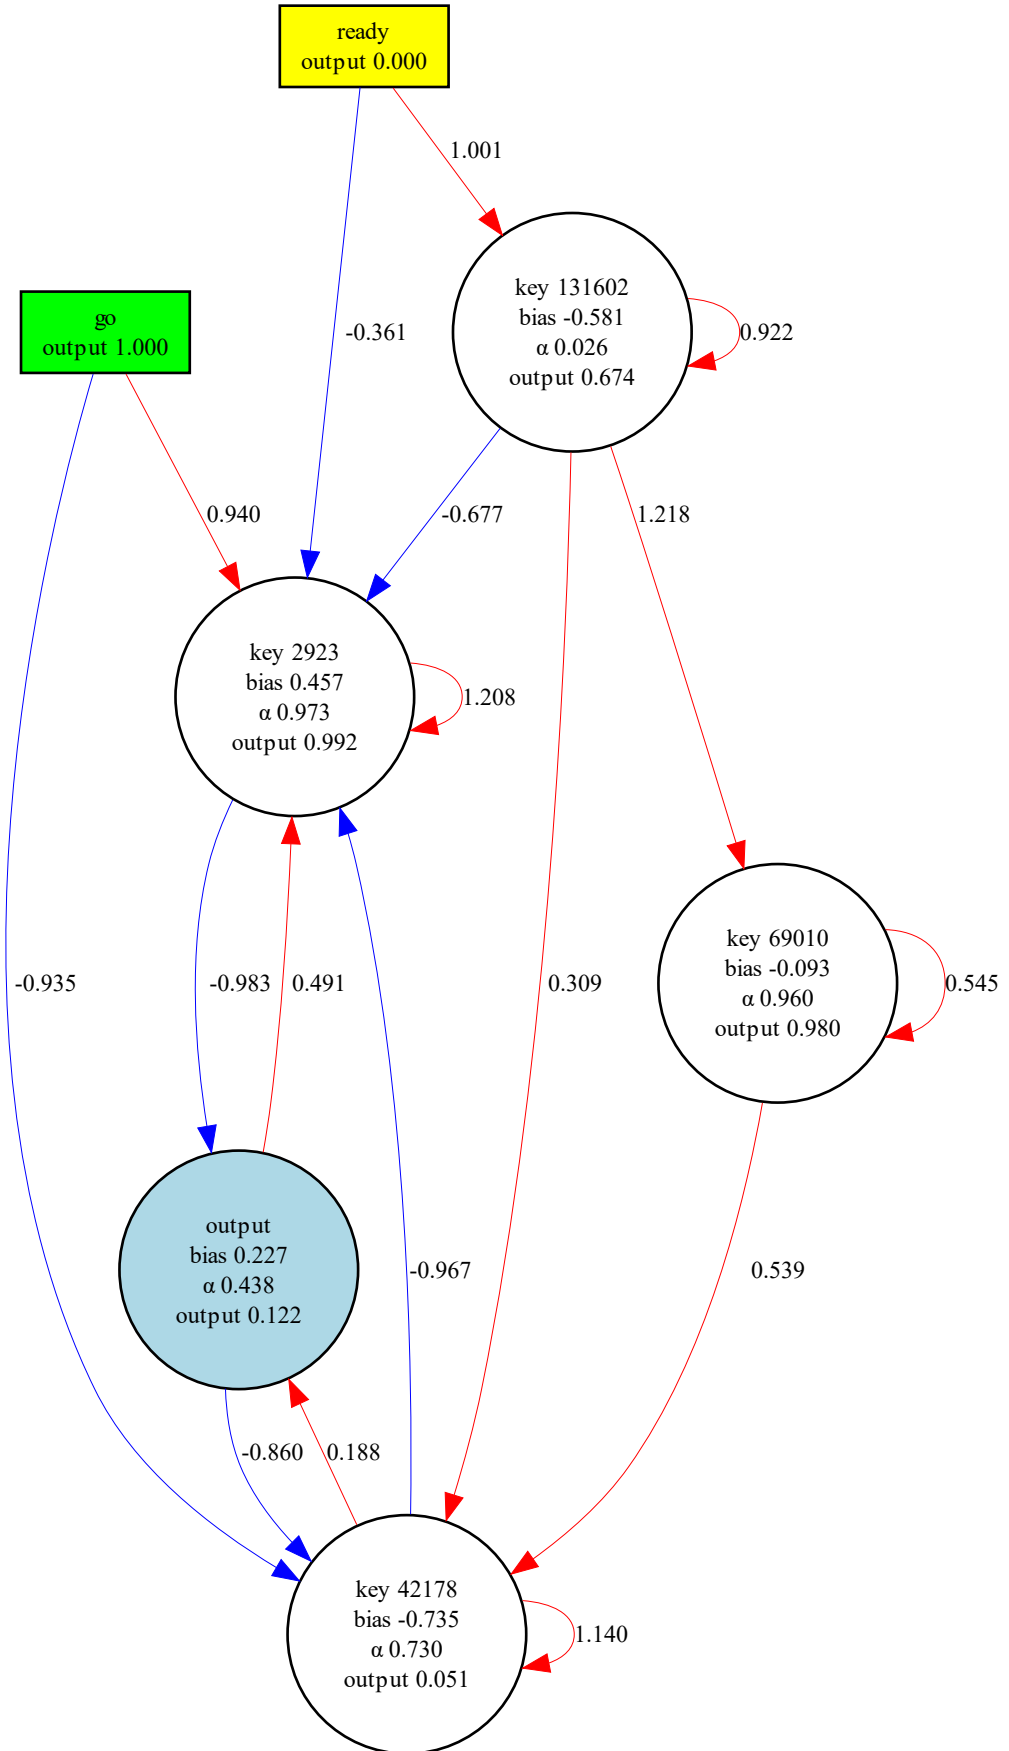 ready
output 0.000
1.001
go
output 1.000
-0.361
key 131602
bias -0.581
α 0.026
output 0.674
0.922
0.940
-0.677
1.218
key 2923
bias 0.457
α 0.973
output 0.992
1.208
-0.935
-0.983
0.491
0.309
key 69010
bias -0.093
α 0.960
output 0.980
0.545
output
bias 0.227
α 0.438
output 0.122
-0.967
0.539
-0.860
0.188
key 42178
bias -0.735
α 0.730
output 0.051
1.140